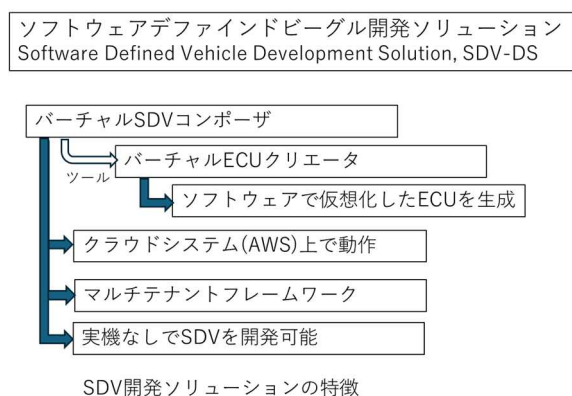 ソフトウェアデファインドビーグル開発ソリューション
Software Defined Vehicle Development Solution, SDV-DS
バーチャルSDVコンポーザ
バーチャルECUクリエータ
ツール
ソフトウェアで仮想化したECUを生成
クラウドシステム(AWS)上で動作
マルチテナントフレームワーク
実機なしでSDVを開発可能
SDV開発ソリューションの特徴